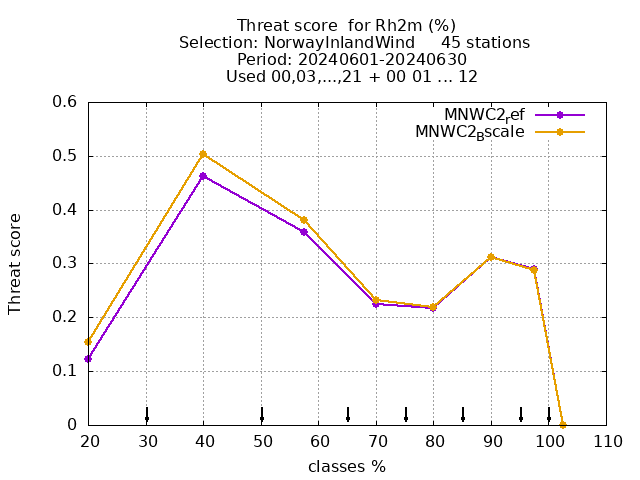 Threat score  for Rh2m (%)
Selection: NorwayInlandWind     45 stations
Period: 20240601-20240630
Used 00,03,...,21 + 00 01 ... 12
MNWC2ref
MNWC2Bscale
0.6
0.5
0.4
0.3
0.2
0.1
0
Threat score
20 30 40 50 60 70 80 90 100 110
classes %